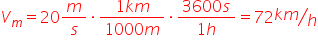 V_m = 20 m/s · 1km/1000m · 3600s/1h = 72 km/h